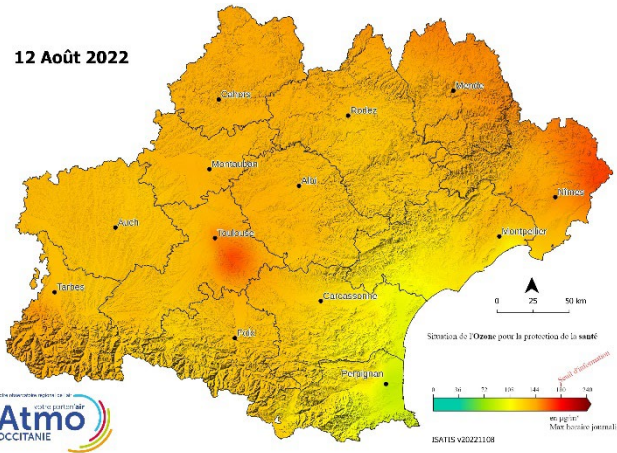 12 Août 2022
Cahors
Rodez
Mende
Montauban
Albi
Nîmes
Auch
Toulouse
Montpellier
Tarbes
Carcassonne
Foix
Perpignan
0 25 50 km
Situation de l'Ozone pour la protection de la santé
Seuil d'information
0 36 72 108 144 180 240
en µg/m³
Max horaire journali
ISATIS v20221108
votre parten'air
Atmo
OCCITANIE